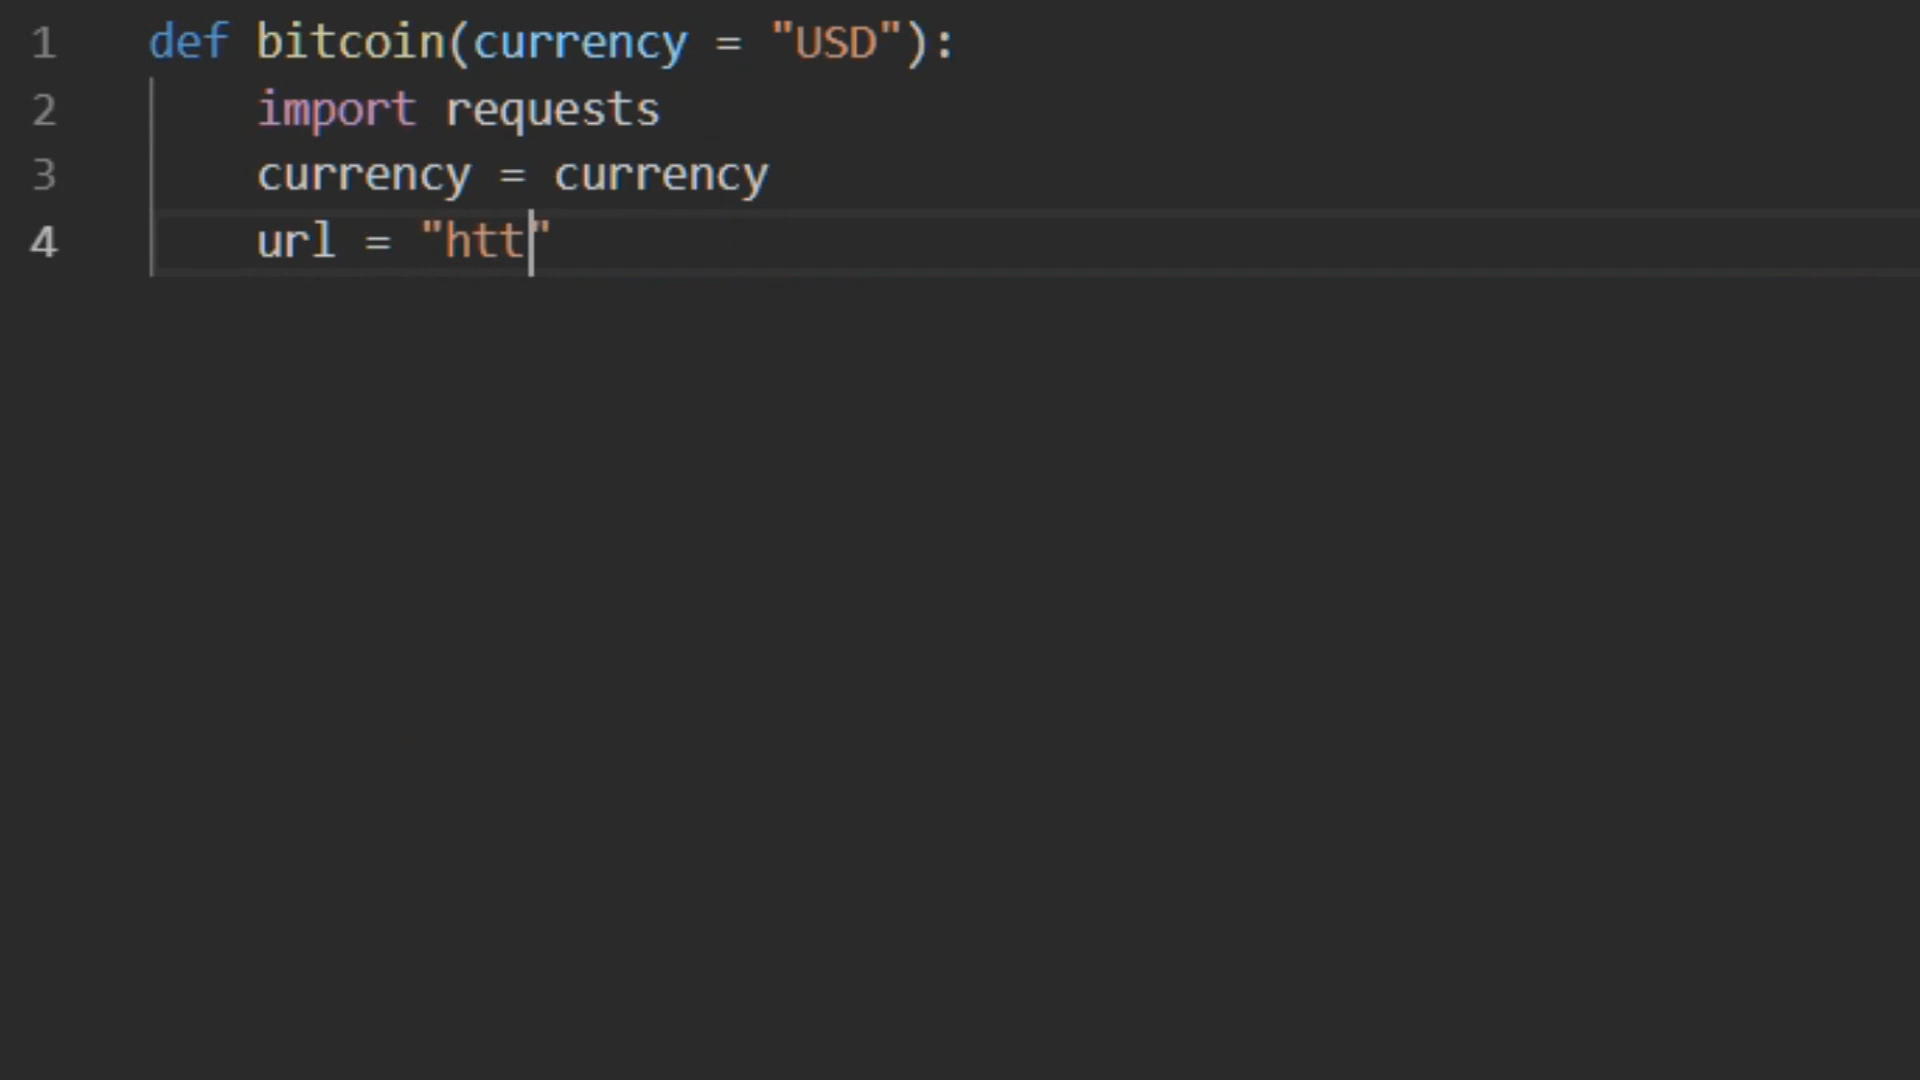 1 def bitcoin(currency = "USD"):
2 import requests
3 currency = currency
4 url = "htt"